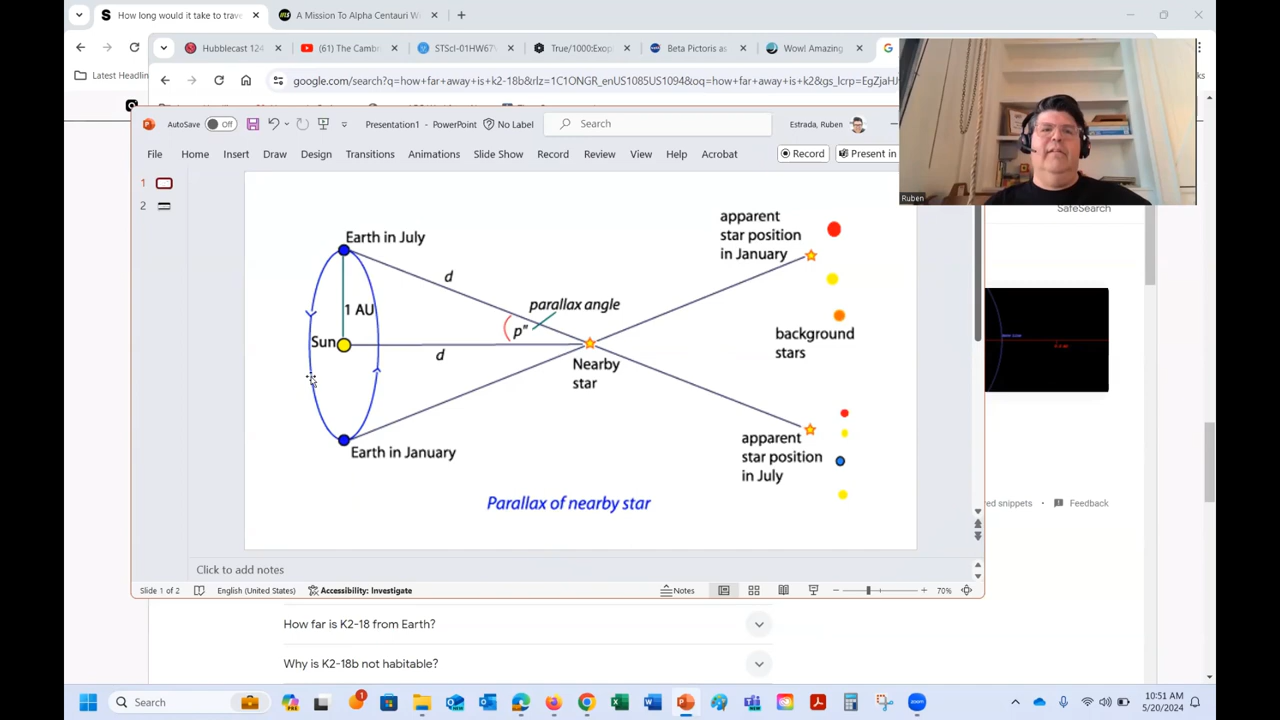 How long would it take to trave
A Mission To Alpha Centauri W
Latest Headlin
Hubblecast 124
(61) The Cambr
STScI-01HW67V
True/1000:Exop
Beta Pictoris as
Wow! Amazing
google.com/search?q=how+far+away+is+k2-18b&rlz=1C1ONGR_enUS1085US1094&oq=how+far+away+is+k2&gs_lcrp=EgZjaHJ
AutoSave
Off
Presentation1 - PowerPoint
No Label
Search
Estrada, Ruben
File
Home
Insert
Draw
Design
Slide Show
Transitions
Animations
Record
Review
View
Help
Acrobat
Record
Present in
Ruben
SafeSearch
1
2
Earth in July
1 AU
Sun
d
d
parallax angle
p"
Nearby
star
Earth in January
apparent
star position
in January
background
stars
apparent
star position
in July
Parallax of nearby star
ed snippets
Feedback
Click to add notes
Slide 1 of 2
English (United States)
Accessibility: Investigate
Notes
70%
How far is K2-18 from Earth?
Why is K2-18b not habitable?
Search
1
zoom
10:51 AM
5/20/2024